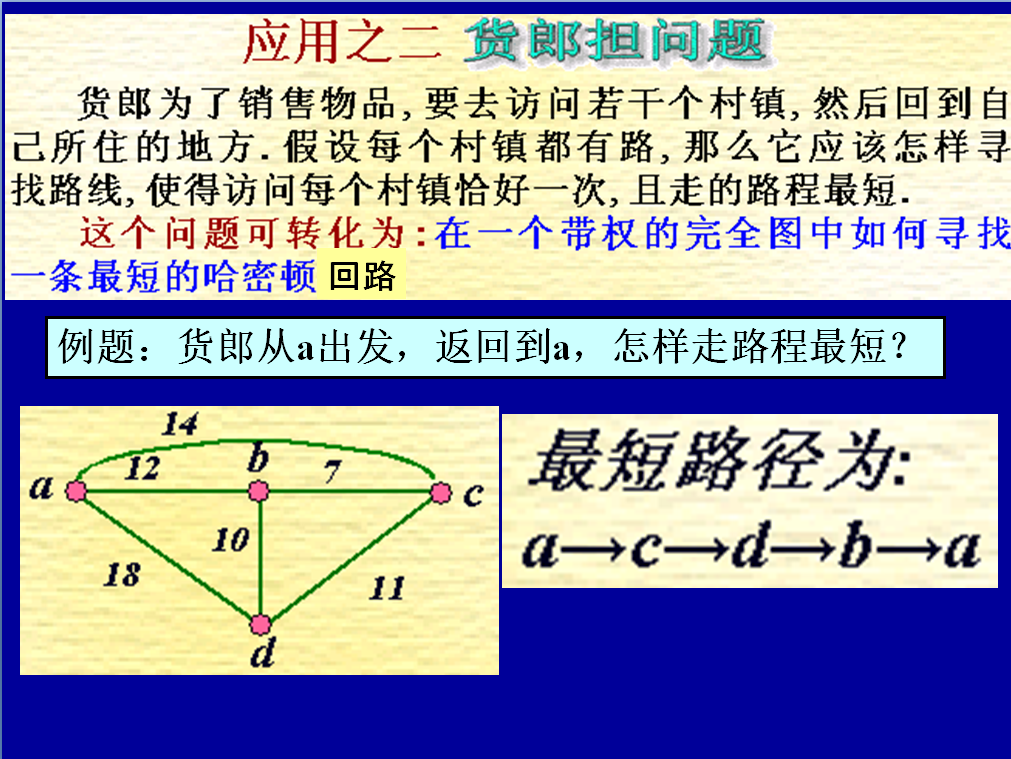 应用之二 货郎担问题
货郎为了销售物品,要去访问若干个村镇,然后回到自
己所住的地方.假设每个村镇都有路,那么它应该怎样寻
找路线,使得访问每个村镇恰好一次,且走的路程最短.
这个问题可转化为:在一个带权的完全图中如何寻找
一条最短的哈密顿 回路
例题：货郎从a出发，返回到a，怎样走路程最短？
14
12
b
7
a
c
10
18
11
d
最短路径为:
a→c→d→b→a